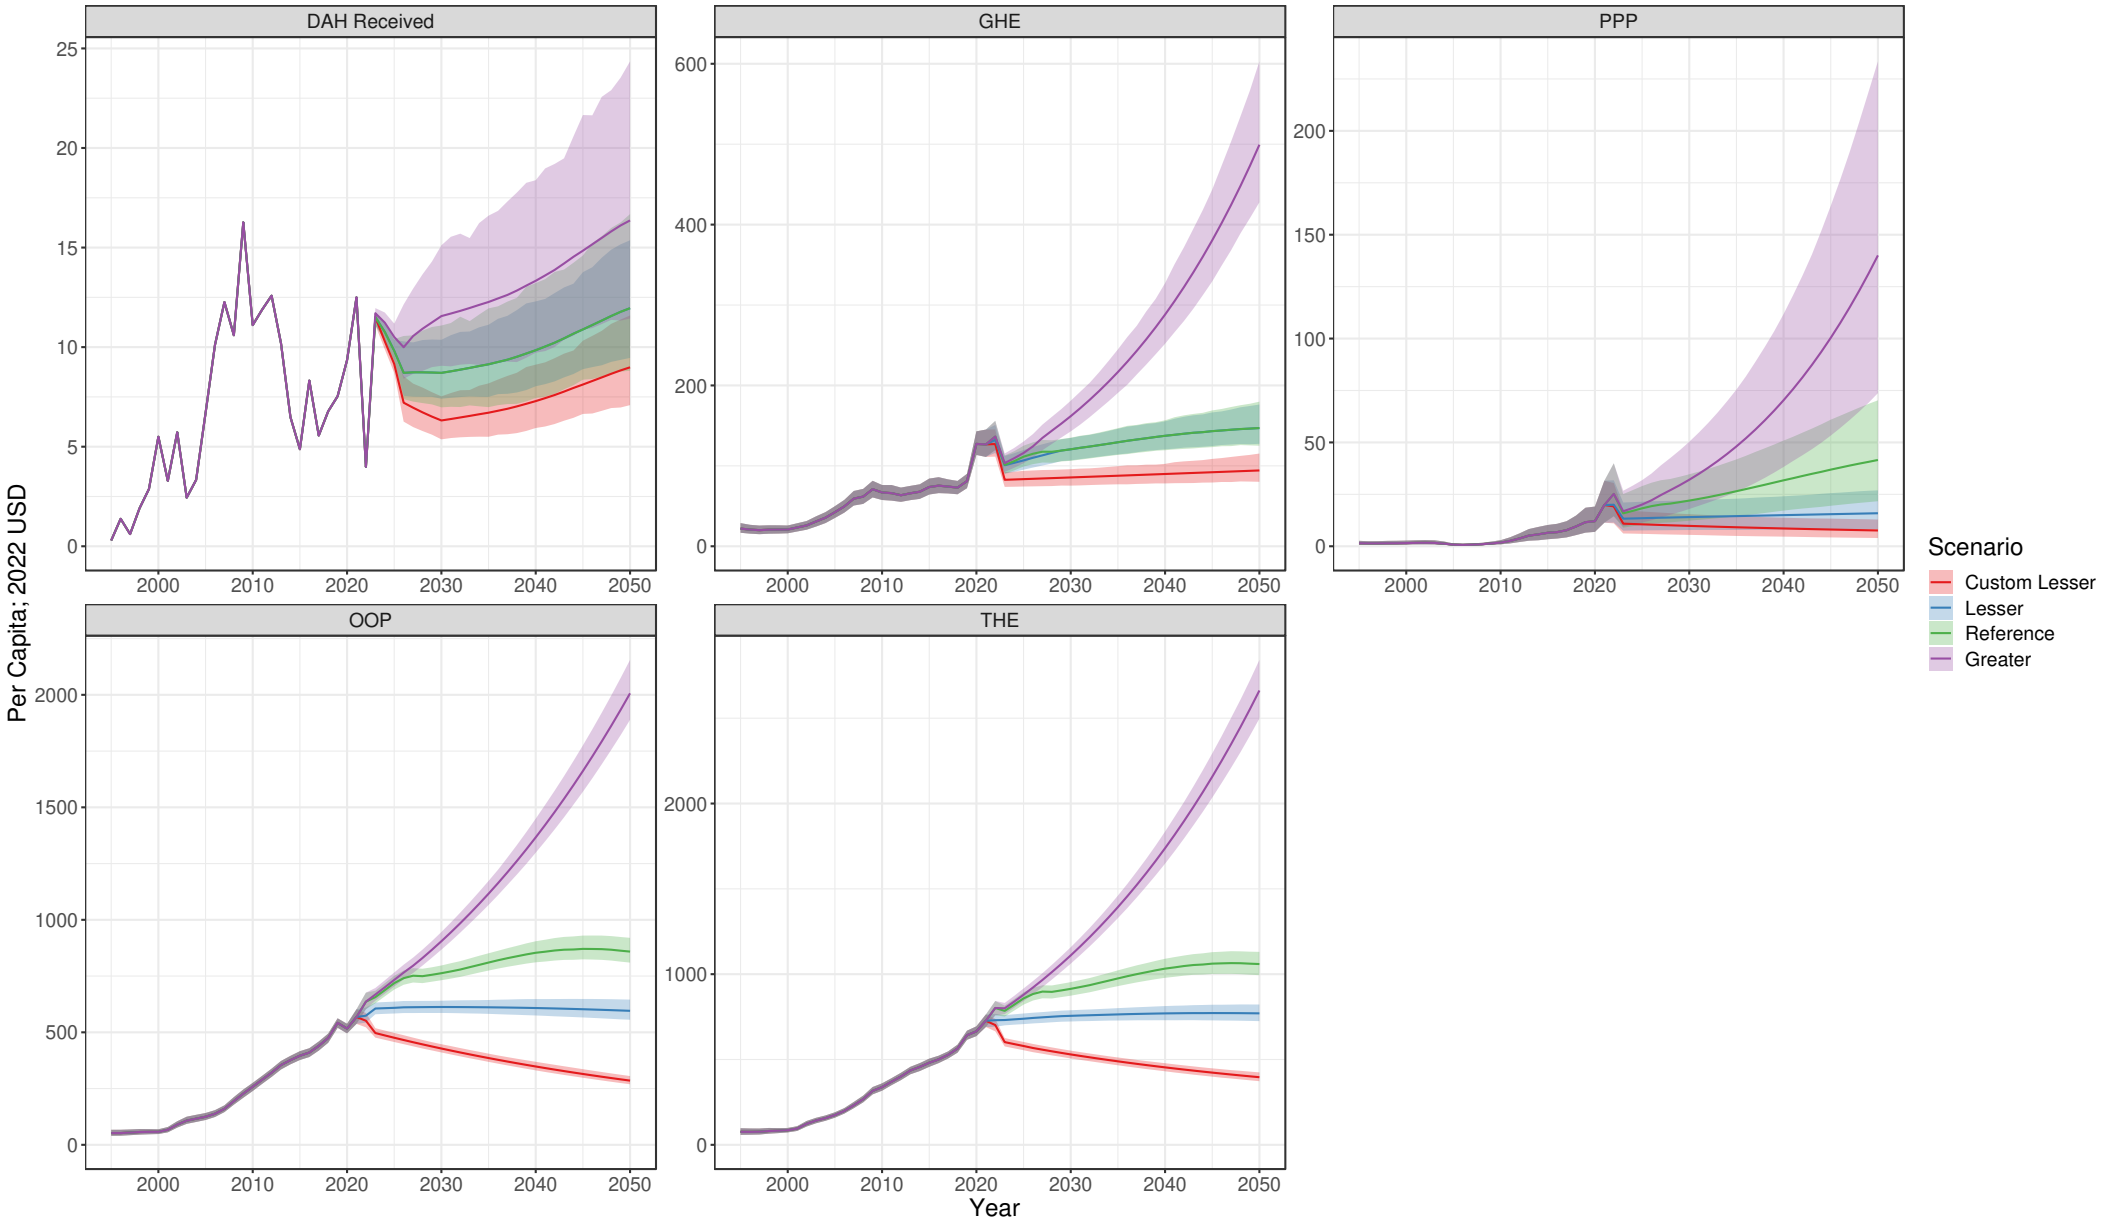 DAH Received
GHE
PPP
25
20
15
10
5
0
600
400
200
0
200
150
100
50
0
2000 2010 2020 2030 2040 2050
2000 2010 2020 2030 2040 2050
2000 2010 2020 2030 2040 2050
Per Capita; 2022 USD
Scenario
Custom Lesser
Lesser
Reference
Greater
OOP
THE
2000
1500
1000
500
0
2000
1000
0
2000 2010 2020 2030 2040 2050
2000 2010 2020 2030 2040 2050
Year